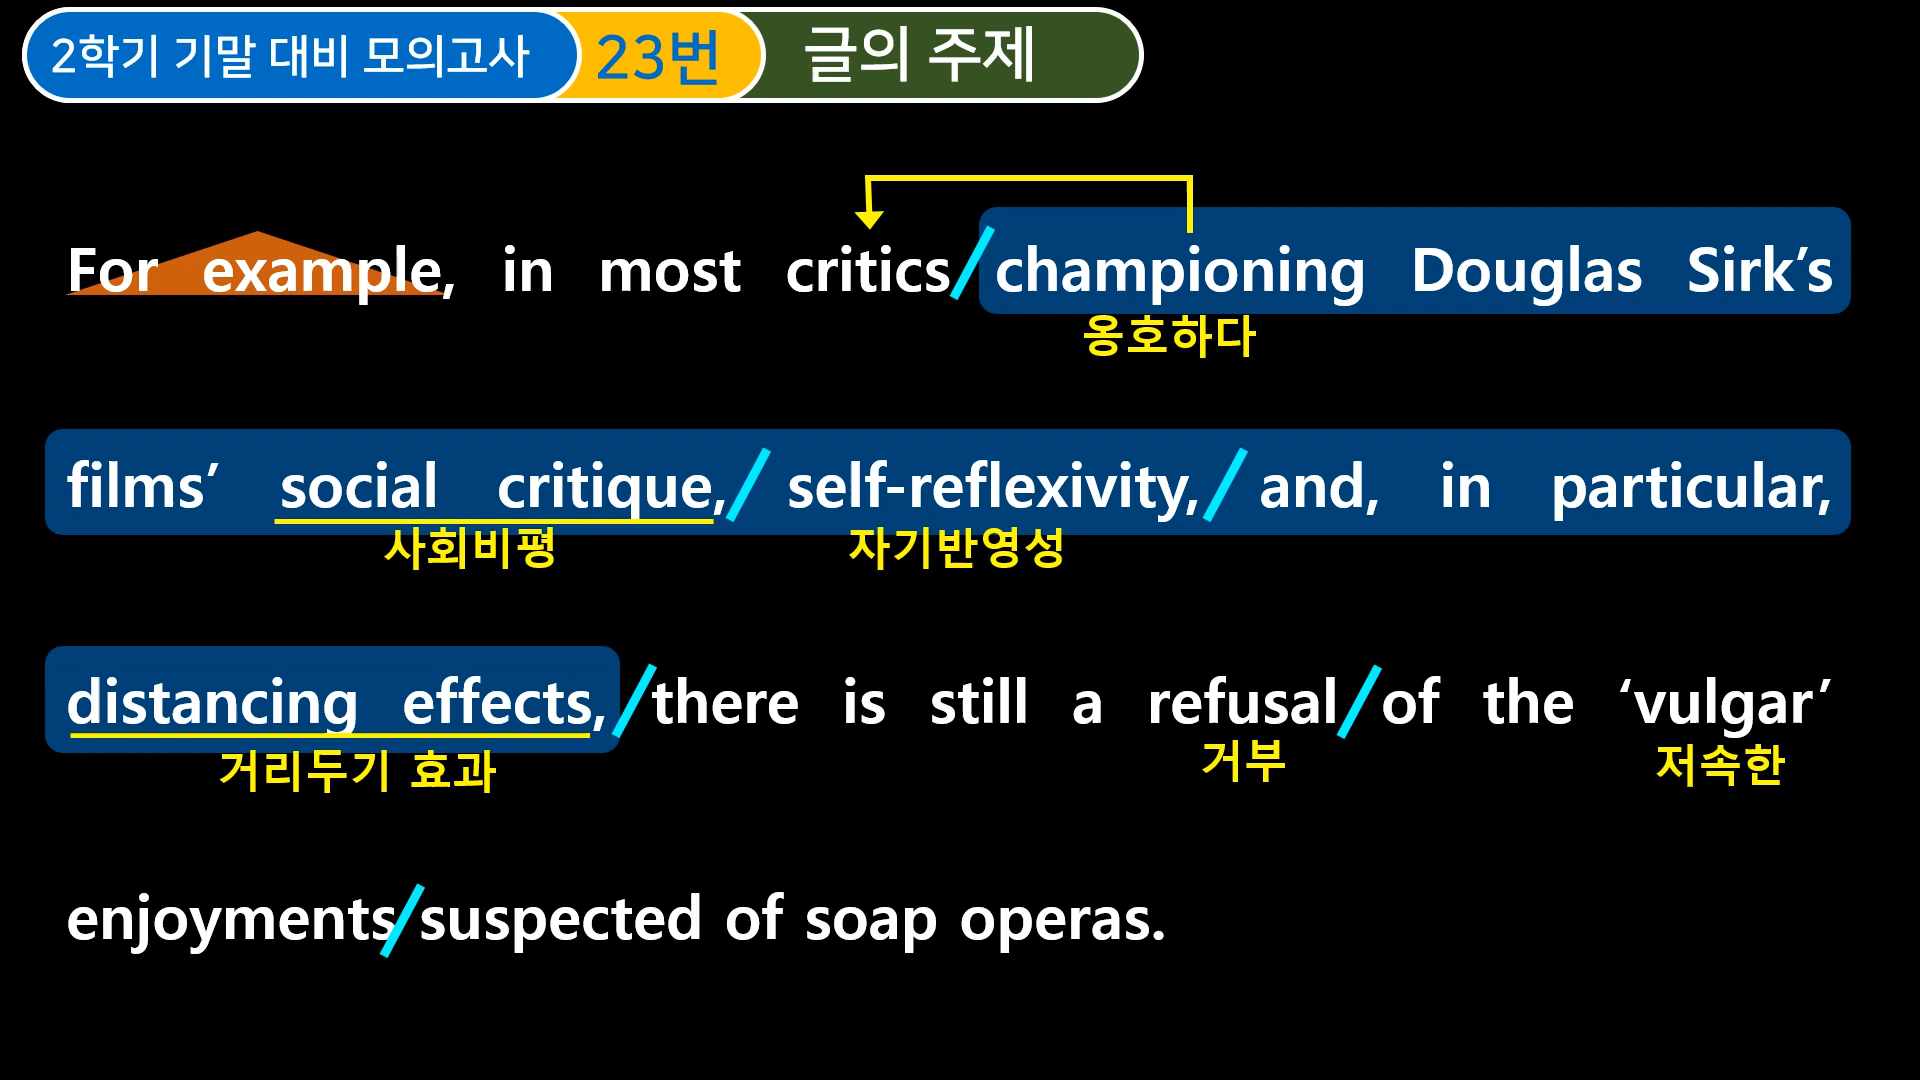 2학기 기말 대비 모의고사 23번 글의 주제
For example, in most critics/championing Douglas Sirk’s
옹호하다
films’ social critique,/ self-reflexivity,/ and, in particular,
사회비평 자기반영성
distancing effects,/there is still a refusal/of the ‘vulgar’
거리두기 효과 거부 저속한
enjoyments/suspected of soap operas.